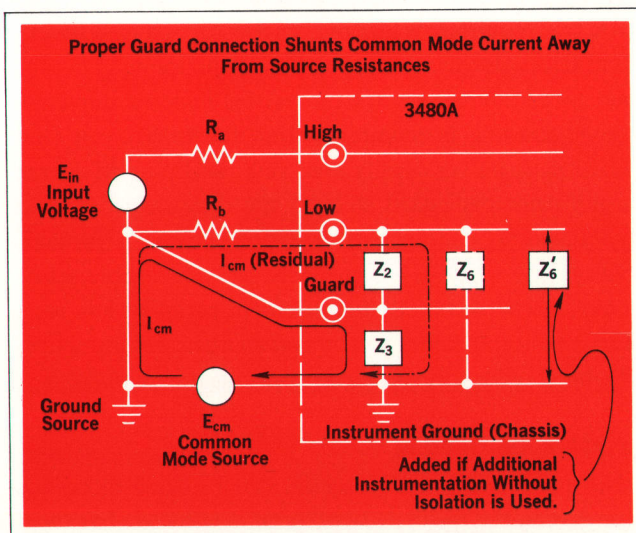 Proper Guard Connection Shunts Common Mode Current Away
From Source Resistances
3480A
Ra
High
Ein
Input
Voltage
Rb
Low
Icm (Residual)
Z2
Z6
Z6′
Guard
Icm
Z3
Ground
Source
Ecm
Common
Mode Source
Instrument Ground (Chassis)
Added if Additional
Instrumentation Without
Isolation is Used.